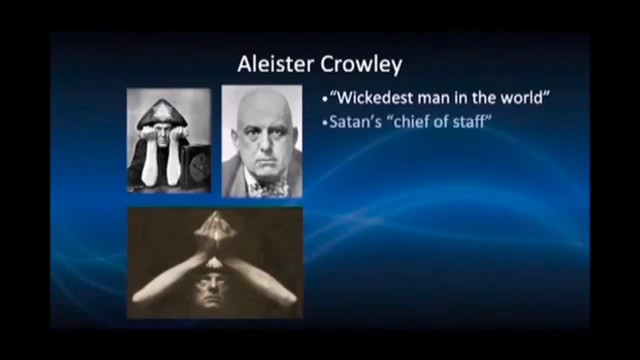 Aleister Crowley
•“Wickedest man in the world”
•Satan’s “chief of staff”